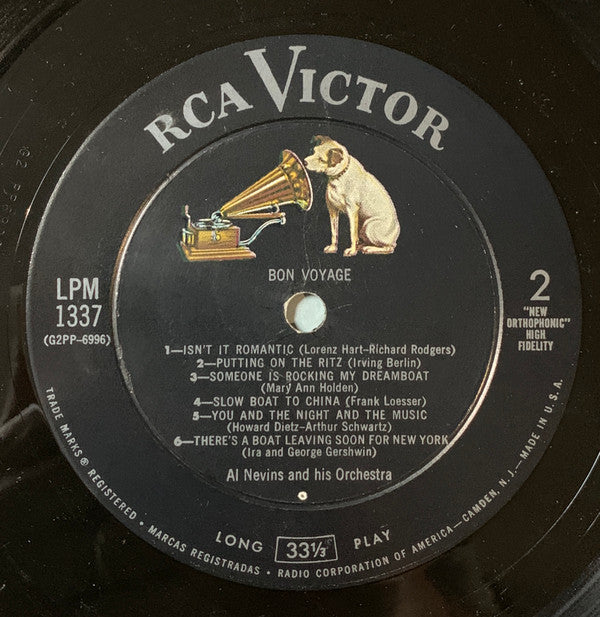 RCA VICTOR
BON VOYAGE
LPM
1337
(G2PP-6996)
2
"NEW
ORTHOPHONIC"
HIGH
FIDELITY
1—ISN'T IT ROMANTIC (Lorenz Hart–Richard Rodgers)
2—PUTTING ON THE RITZ (Irving Berlin)
3—SOMEONE IS ROCKING MY DREAMBOAT
(Mary Ann Holden)
4—SLOW BOAT TO CHINA (Frank Loesser)
5—YOU AND THE NIGHT AND THE MUSIC
(Howard Dietz–Arthur Schwartz)
6—THERE'S A BOAT LEAVING SOON FOR NEW YORK
(Ira and George Gershwin)
Al Nevins and his Orchestra
LONG 33⅓ PLAY
TRADE MARKS ® REGISTERED • MARCAS REGISTRADAS • RADIO CORPORATION OF AMERICA—CAMDEN, N. J.—MADE IN U.S.A.